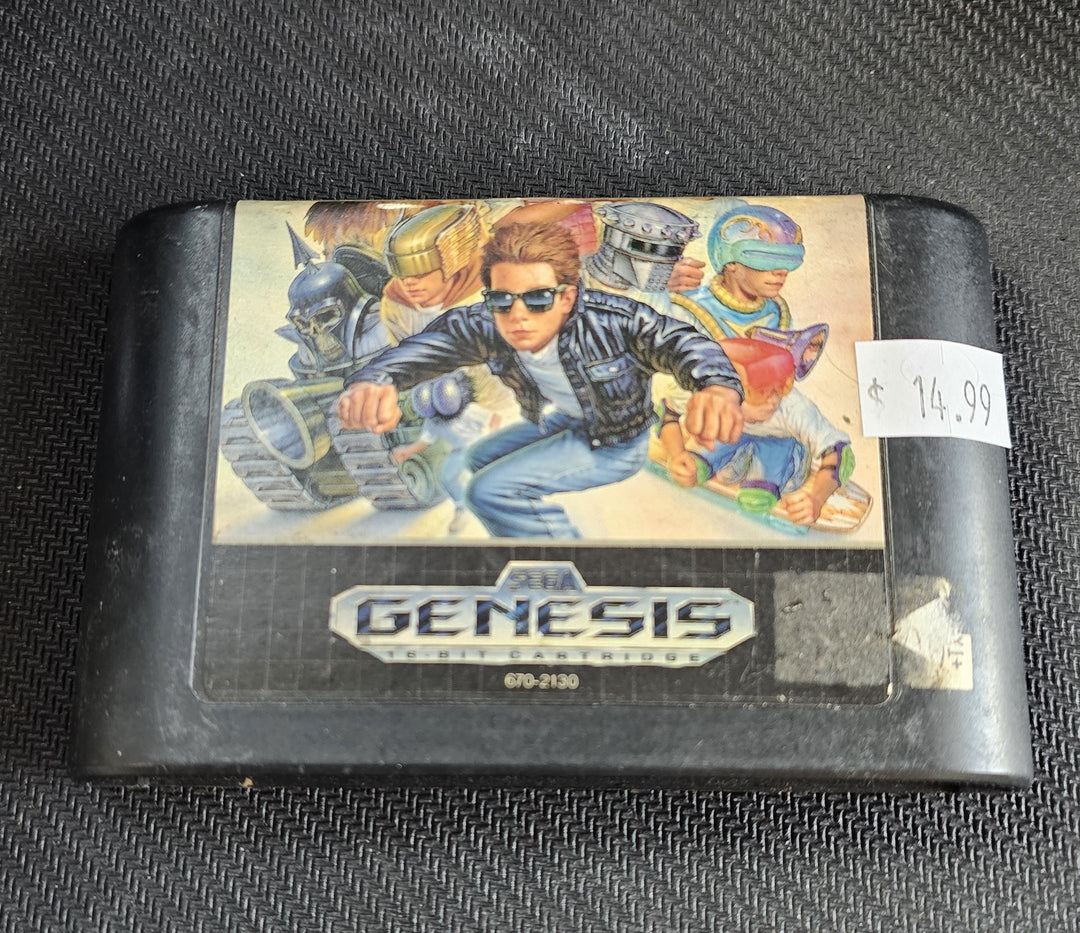 $ 14.99
SEGA
GENESIS
16-BIT CARTRIDGE
670-2130